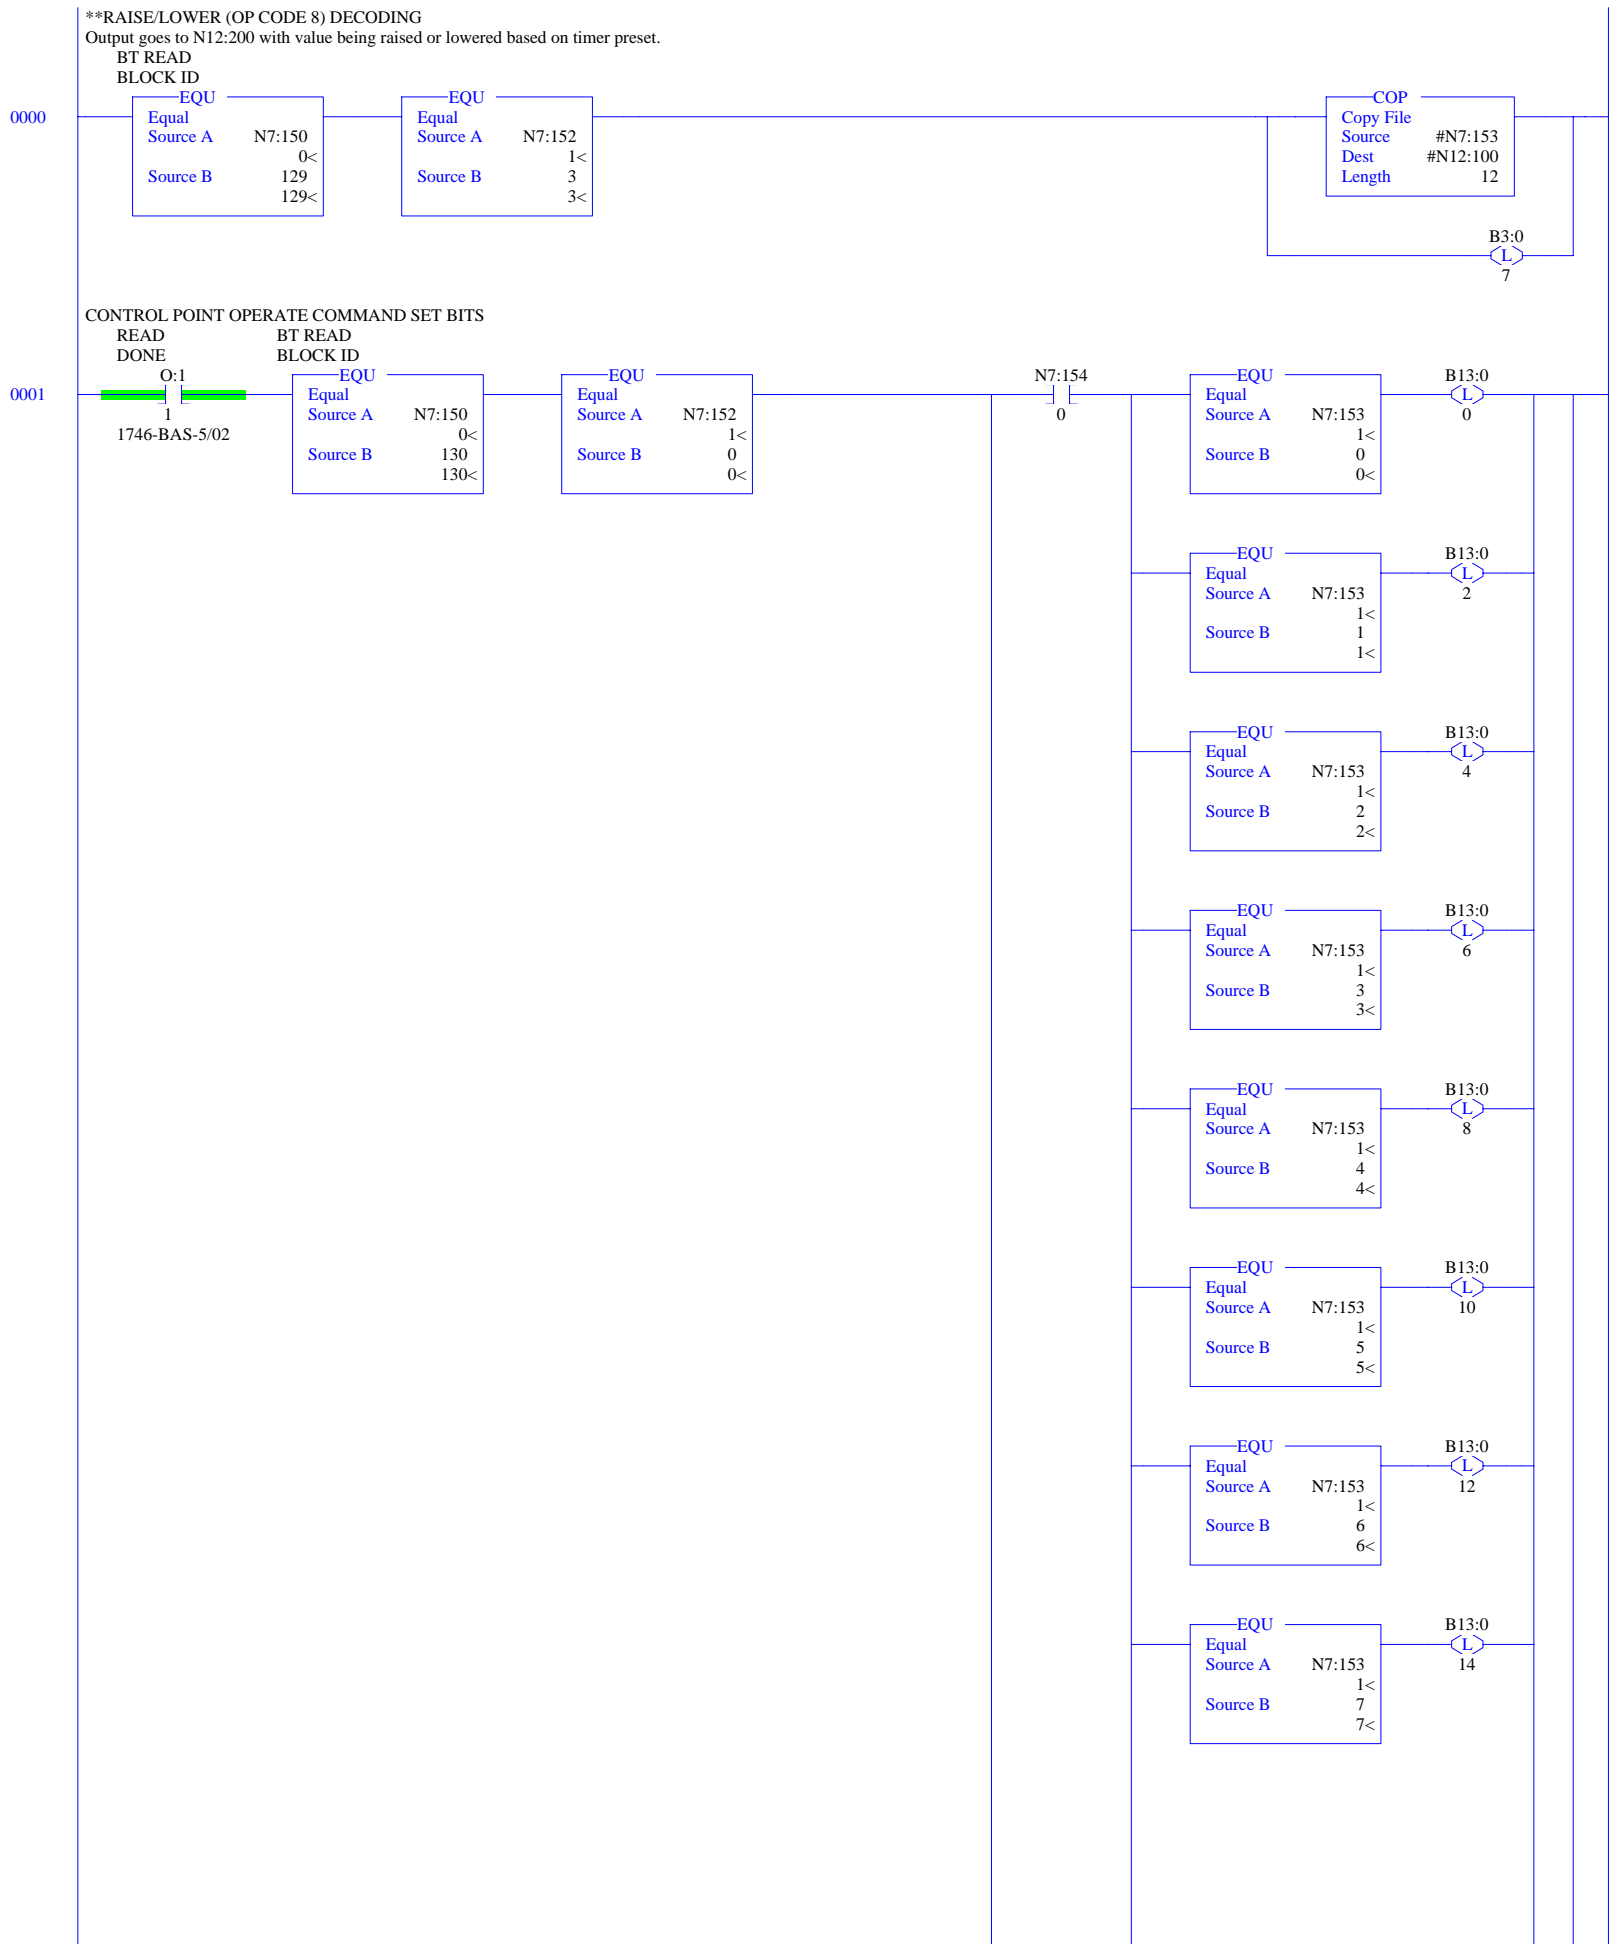 **RAISE/LOWER (OP CODE 8) DECODING
Output goes to N12:200 with value being raised or lowered based on timer preset.
BT READ
BLOCK ID
0000
EQU
Equal
Source A N7:150
0<
Source B 129
129<
EQU
Equal
Source A N7:152
1<
Source B 3
3<
COP
Copy File
Source #N7:153
Dest #N12:100
Length 12
B3:0
L
7
CONTROL POINT OPERATE COMMAND SET BITS
READ
DONE
O:1
1
1746-BAS-5/02
0001
BT READ
BLOCK ID
EQU
Equal
Source A N7:150
0<
Source B 130
130<
EQU
Equal
Source A N7:152
1<
Source B 0
0<
N7:154
0
EQU
Equal
Source A N7:153
1<
Source B 0
0<
B13:0
L
0
EQU
Equal
Source A N7:153
1<
Source B 1
1<
B13:0
L
2
EQU
Equal
Source A N7:153
1<
Source B 2
2<
B13:0
L
4
EQU
Equal
Source A N7:153
1<
Source B 3
3<
B13:0
L
6
EQU
Equal
Source A N7:153
1<
Source B 4
4<
B13:0
L
8
EQU
Equal
Source A N7:153
1<
Source B 5
5<
B13:0
L
10
EQU
Equal
Source A N7:153
1<
Source B 6
6<
B13:0
L
12
EQU
Equal
Source A N7:153
1<
Source B 7
7<
B13:0
L
14